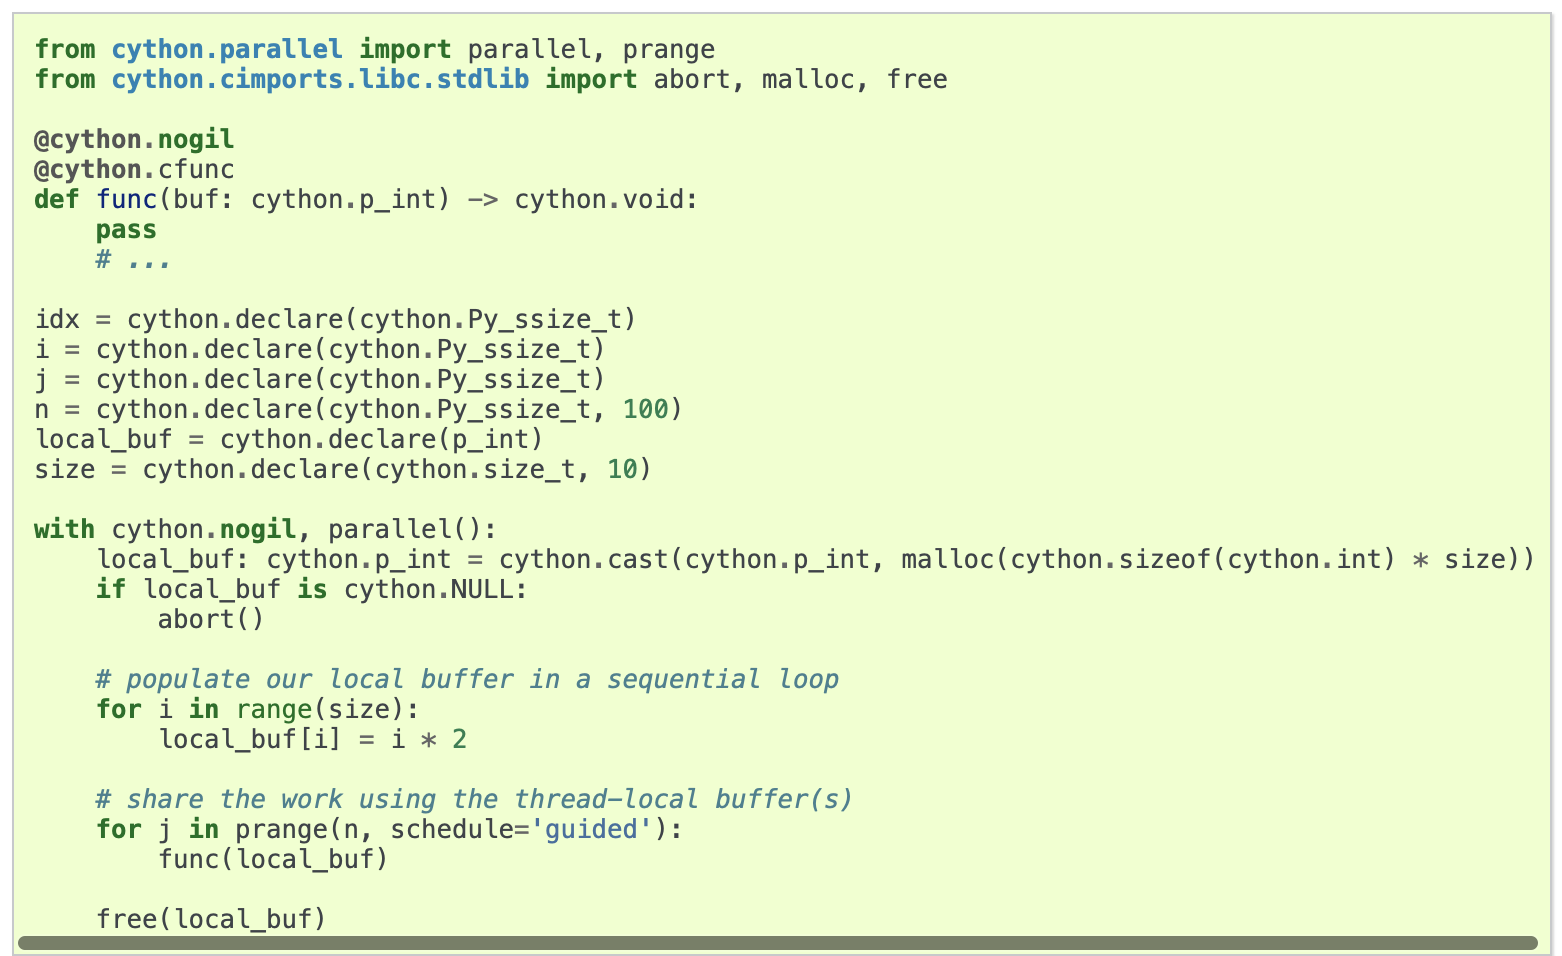 from cython.parallel import parallel, prange
from cython.cimports.libc.stdlib import abort, malloc, free

@cython.nogil
@cython.cfunc
def func(buf: cython.p_int) -> cython.void:
    pass
    # ...

idx = cython.declare(cython.Py_ssize_t)
i = cython.declare(cython.Py_ssize_t)
j = cython.declare(cython.Py_ssize_t)
n = cython.declare(cython.Py_ssize_t, 100)
local_buf = cython.declare(p_int)
size = cython.declare(cython.size_t, 10)

with cython.nogil, parallel():
    local_buf: cython.p_int = cython.cast(cython.p_int, malloc(cython.sizeof(cython.int) * size))
    if local_buf is cython.NULL:
        abort()

    # populate our local buffer in a sequential loop
    for i in range(size):
        local_buf[i] = i * 2

    # share the work using the thread-local buffer(s)
    for j in prange(n, schedule='guided'):
        func(local_buf)

    free(local_buf)